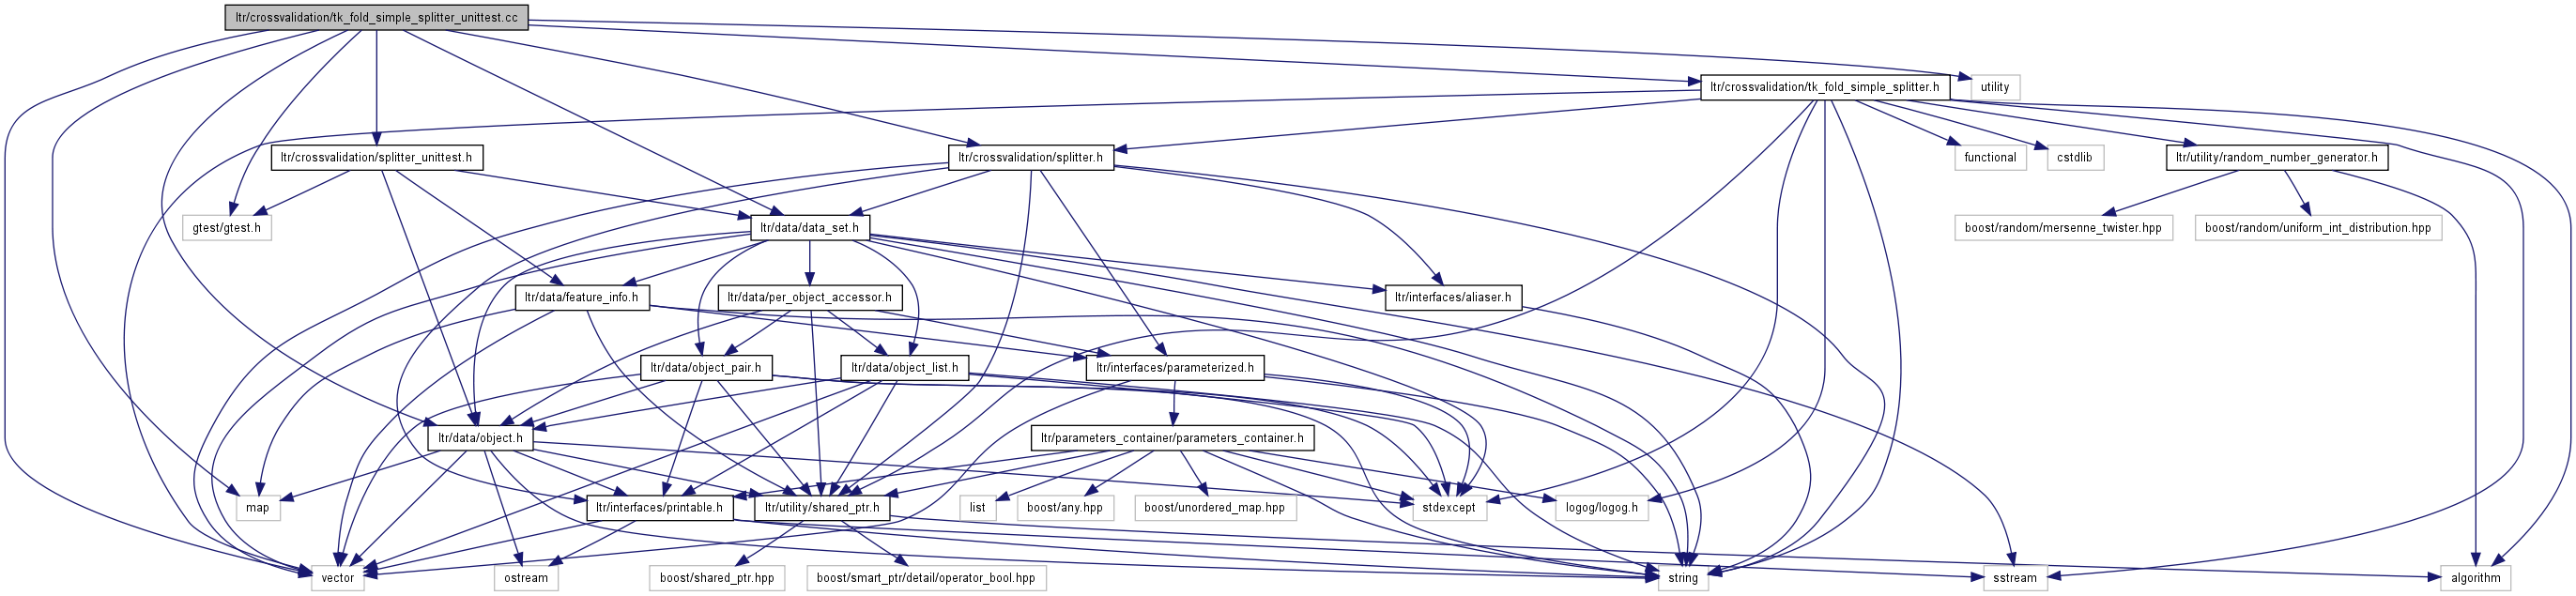 ltr/crossvalidation/tk_fold_simple_splitter_unittest.cc
ltr/crossvalidation/tk_fold_simple_splitter.h
utility
ltr/crossvalidation/splitter_unittest.h
ltr/crossvalidation/splitter.h
functional
cstdlib
ltr/utility/random_number_generator.h
gtest/gtest.h
ltr/data/data_set.h
boost/random/mersenne_twister.hpp
boost/random/uniform_int_distribution.hpp
ltr/data/feature_info.h
ltr/data/per_object_accessor.h
ltr/interfaces/aliaser.h
ltr/data/object_pair.h
ltr/data/object_list.h
ltr/interfaces/parameterized.h
ltr/data/object.h
ltr/parameters_container/parameters_container.h
map
ltr/interfaces/printable.h
ltr/utility/shared_ptr.h
list
boost/any.hpp
boost/unordered_map.hpp
stdexcept
logog/logog.h
vector
ostream
boost/shared_ptr.hpp
boost/smart_ptr/detail/operator_bool.hpp
string
sstream
algorithm